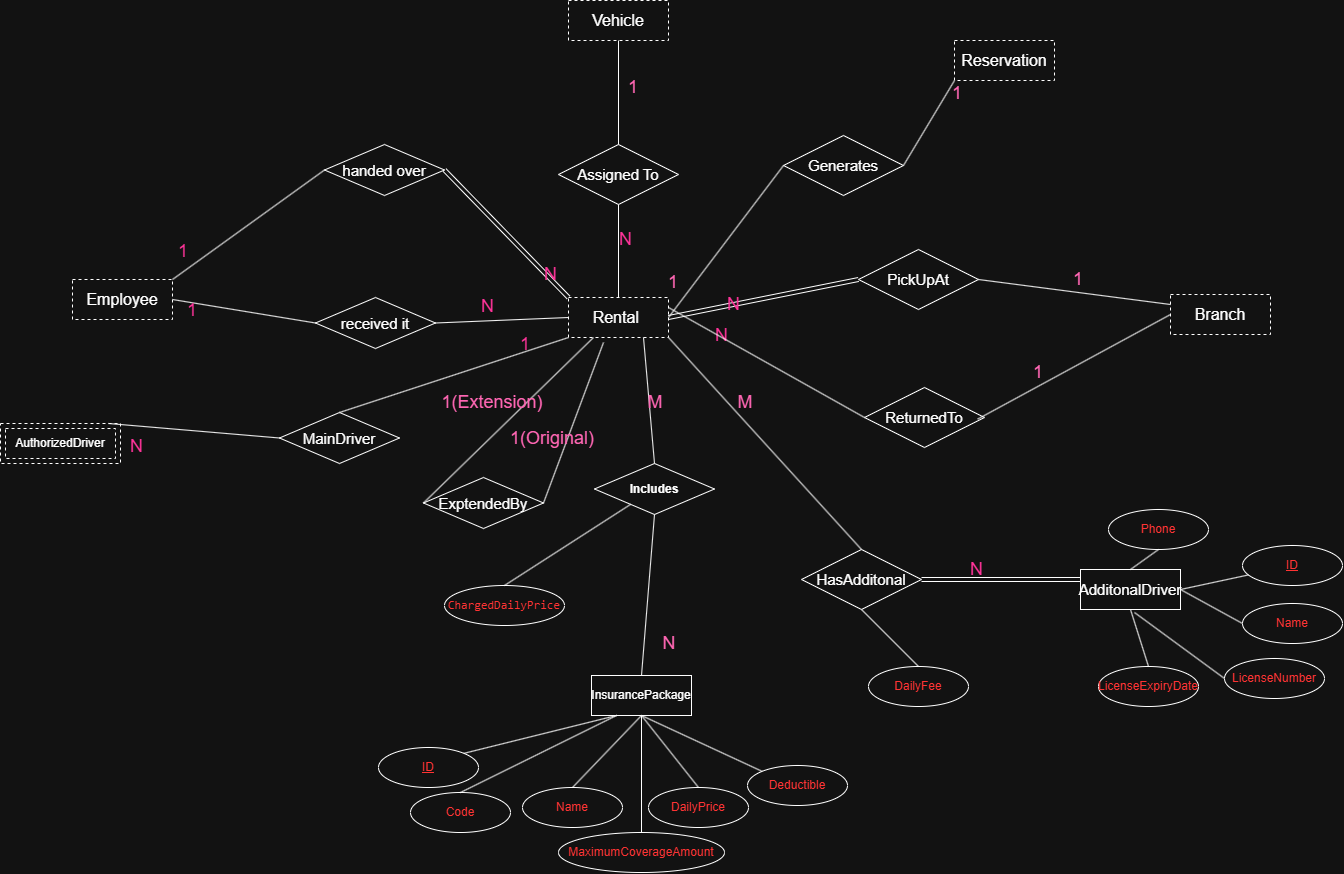 Vehicle
Reservation
1
1
handed over
Assigned To
Generates
1
N
N
1
Employee
1
N
received it
Rental
N
PickUpAt
1
Branch
N
1
1
ReturnedTo
1(Extension)
M
M
AuthorizedDriver
N
MainDriver
1(Original)
ExptendedBy
Includes
Phone
HasAdditonal
N
AdditonalDriver
ID
ChargedDailyPrice
Name
N
DailyFee
LicenseExpiryDate
LicenseNumber
InsurancePackage
ID
Code
Name
DailyPrice
Deductible
MaximumCoverageAmount